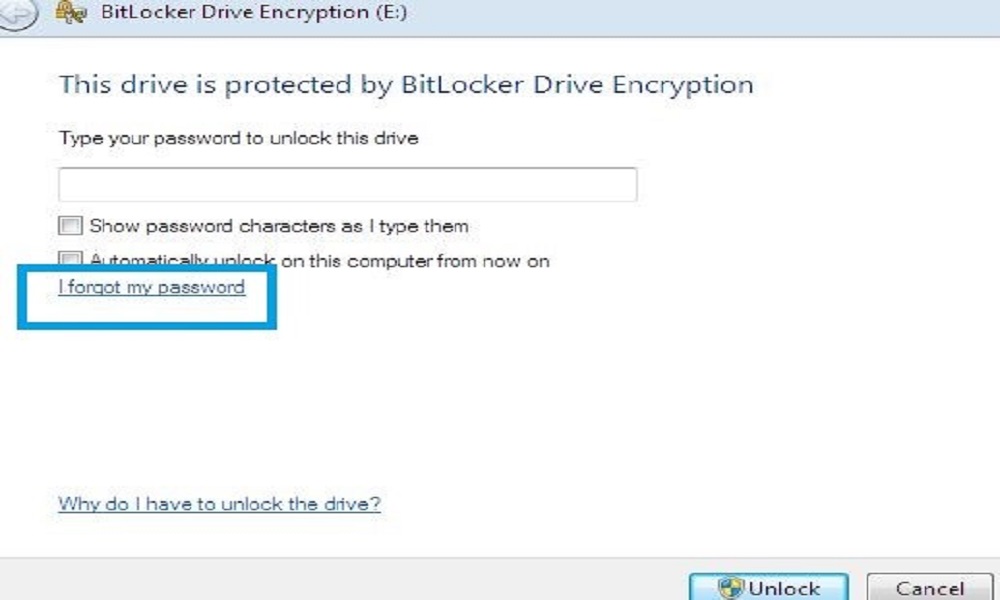 BitLocker Drive Encryption (E:)
This drive is protected by BitLocker Drive Encryption
Type your password to unlock this drive
Show password characters as I type them
Automatically unlock on this computer from now on
I forgot my password
Why do I have to unlock the drive?
Unlock Cancel